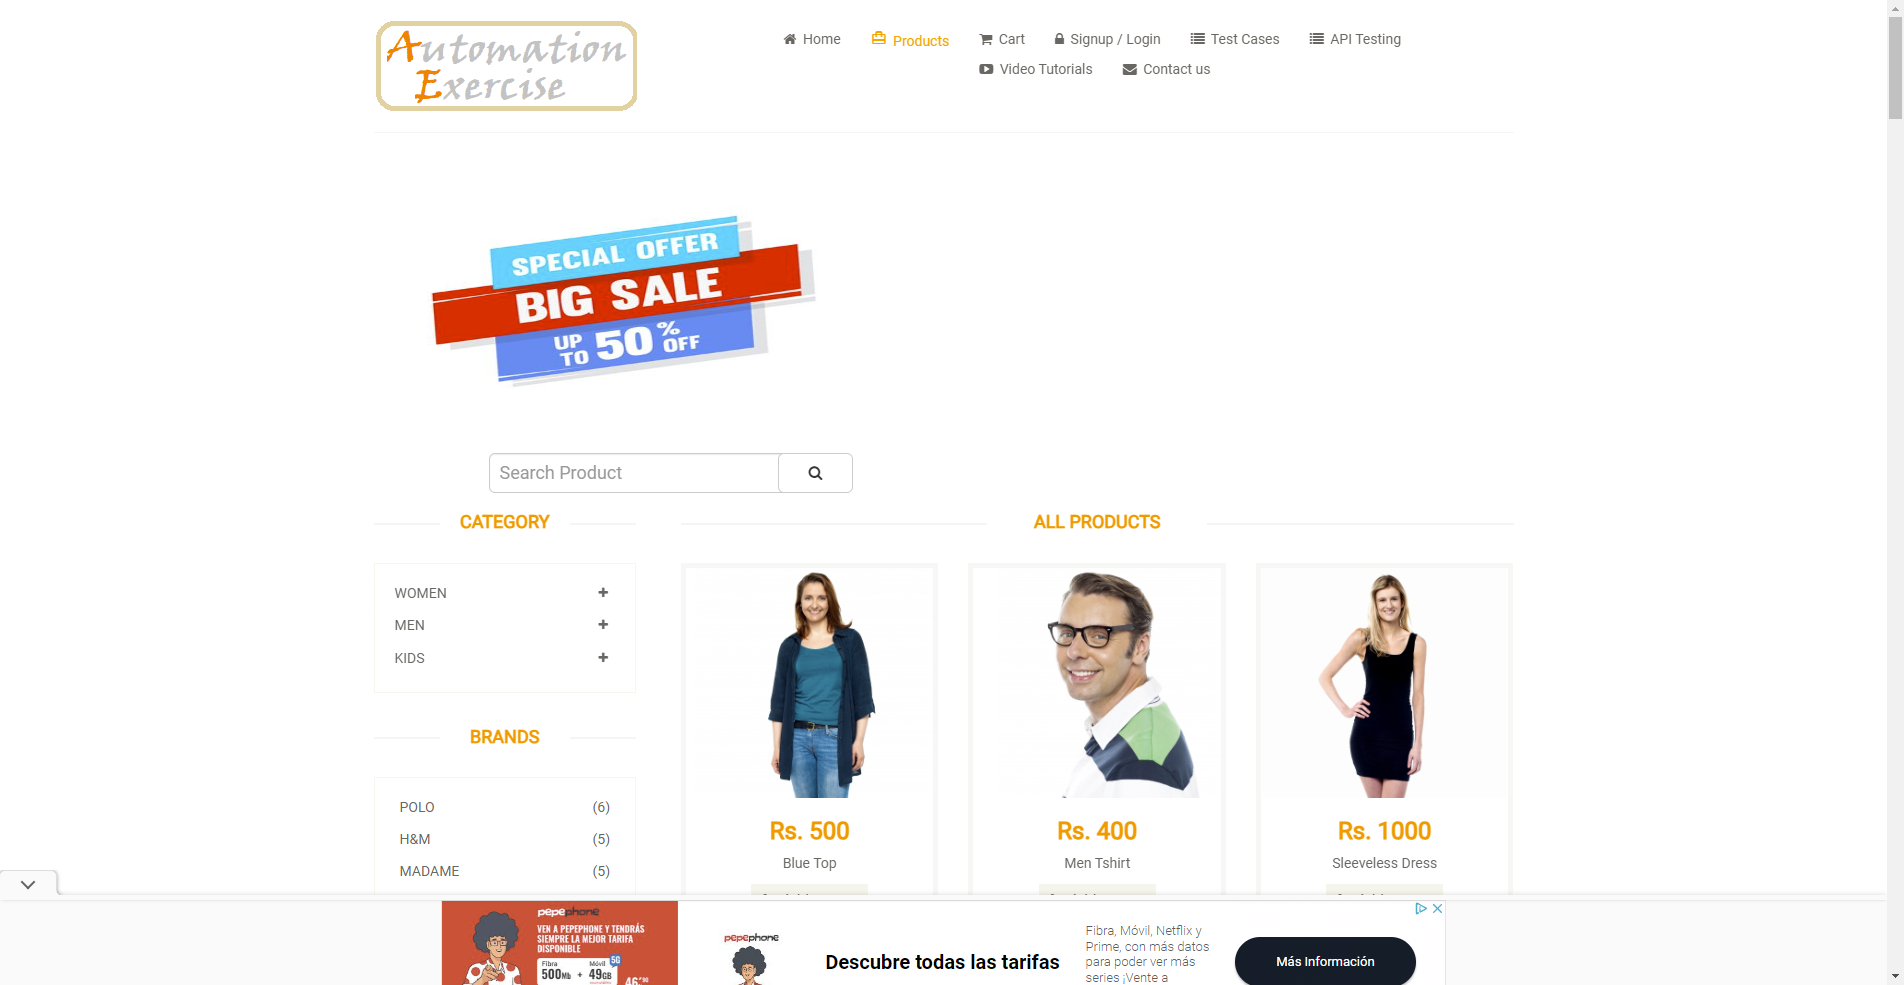 Automation
Exercise
Home
Products
Cart
Signup / Login
Test Cases
API Testing
Video Tutorials
Contact us
SPECIAL OFFER
BIG SALE
UP TO 50% OFF
Search Product
CATEGORY
WOMEN
MEN
KIDS
BRANDS
POLO (6)
H&M (5)
MADAME (5)
ALL PRODUCTS
Rs. 500
Blue Top
Rs. 400
Men Tshirt
Rs. 1000
Sleeveless Dress
pepephone
VEN A PEPEPHONE Y TENDRÁS
SIEMPRE LA MEJOR TARIFA
DISPONIBLE
Fibra Móvil 5G
500Mb + 49GB
pepephone
Descubre todas las tarifas
Fibra, Móvil, Netflix y
Prime, con más datos
para poder ver más
series ¡Vente a
Más Información